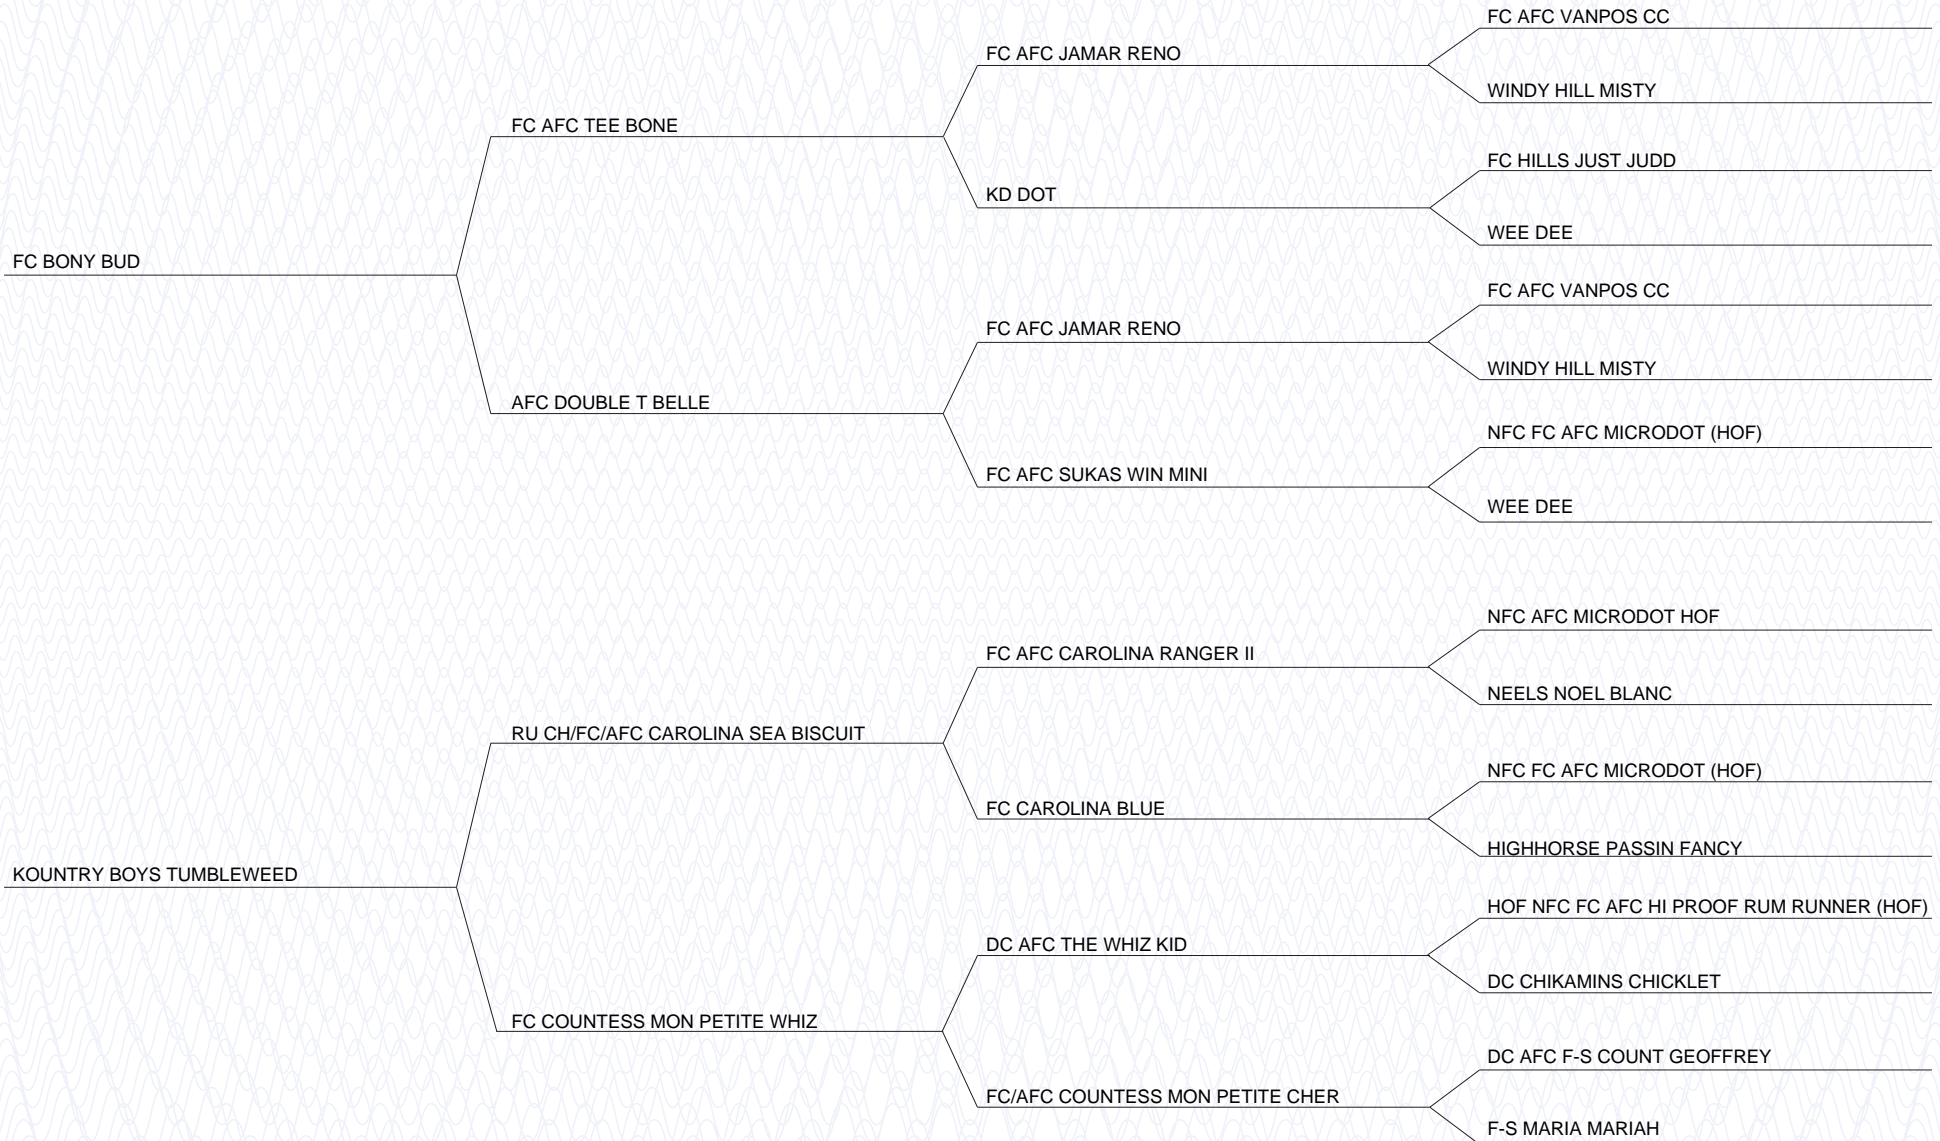 FC AFC VANPOS CC
FC AFC JAMAR RENO
WINDY HILL MISTY
FC AFC TEE BONE
FC HILLS JUST JUDD
KD DOT
WEE DEE
FC BONY BUD
FC AFC VANPOS CC
FC AFC JAMAR RENO
WINDY HILL MISTY
AFC DOUBLE T BELLE
NFC FC AFC MICRODOT (HOF)
FC AFC SUKAS WIN MINI
WEE DEE
NFC AFC MICRODOT HOF
FC AFC CAROLINA RANGER II
NEELS NOEL BLANC
RU CH/FC/AFC CAROLINA SEA BISCUIT
NFC FC AFC MICRODOT (HOF)
FC CAROLINA BLUE
HIGHHORSE PASSIN FANCY
KOUNTRY BOYS TUMBLEWEED
HOF NFC FC AFC HI PROOF RUM RUNNER (HOF)
DC AFC THE WHIZ KID
DC CHIKAMINS CHICKLET
FC COUNTESS MON PETITE WHIZ
DC AFC F-S COUNT GEOFFREY
FC/AFC COUNTESS MON PETITE CHER
F-S MARIA MARIAH